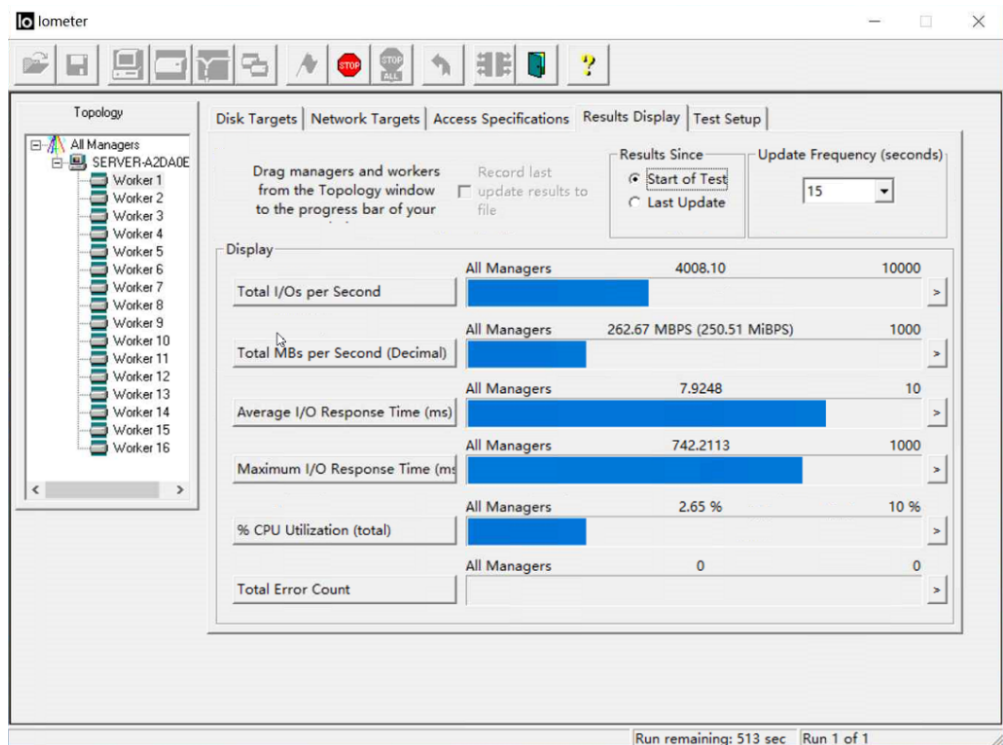 Io Iometer
STOP
STOP ALL
?
Topology
All Managers
SERVER-A2DA0E
Worker 1
Worker 2
Worker 3
Worker 4
Worker 5
Worker 6
Worker 7
Worker 8
Worker 9
Worker 10
Worker 11
Worker 12
Worker 13
Worker 14
Worker 15
Worker 16
Disk Targets Network Targets Access Specifications Results Display Test Setup
Drag managers and workers
from the Topology window
to the progress bar of your
Record last
update results to
file
Results Since
Start of Test
Last Update
Update Frequency (seconds)
15
Display
All Managers 4008.10 10000
Total I/Os per Second >
All Managers 262.67 MBPS (250.51 MiBPS) 1000
Total MBs per Second (Decimal) >
All Managers 7.9248 10
Average I/O Response Time (ms) >
All Managers 742.2113 1000
Maximum I/O Response Time (ms >
All Managers 2.65 % 10 %
% CPU Utilization (total) >
All Managers 0 0
Total Error Count >
Run remaining: 513 sec Run 1 of 1